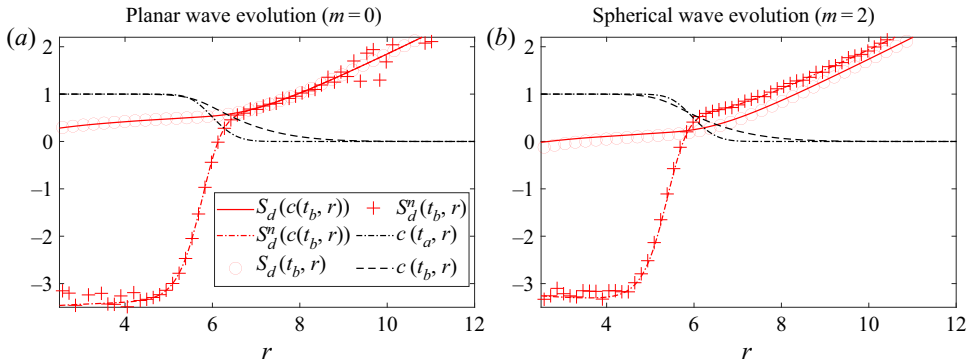 Planar wave evolution (m = 0)
Spherical wave evolution (m = 2)
(a)
(b)
2
1
0
−1
−2
−3
4
6
8
10
12
r
S_d(c(t_b, r))
S_d^n(c(t_b, r))
S_d(t_b, r)
S_d^n(t_b, r)
c (t_a, r)
c (t_b, r)
2
1
0
−1
−2
−3
4
6
8
10
12
r